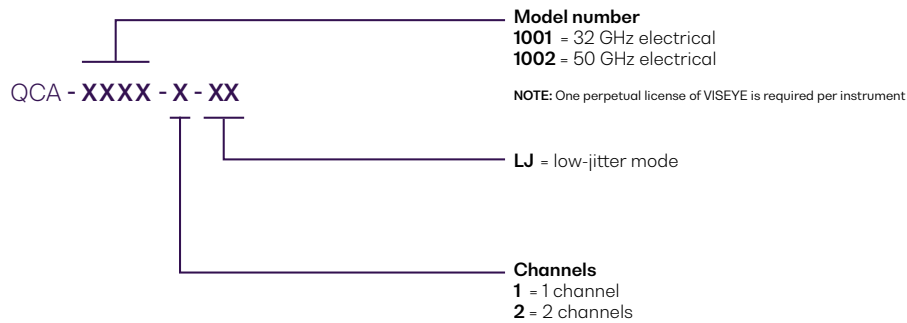 Model number
1001 = 32 GHz electrical
1002 = 50 GHz electrical
QCA - XXXX - X - XX
NOTE: One perpetual license of VISEYE is required per instrument
LJ = low-jitter mode
Channels
1 = 1 channel
2 = 2 channels